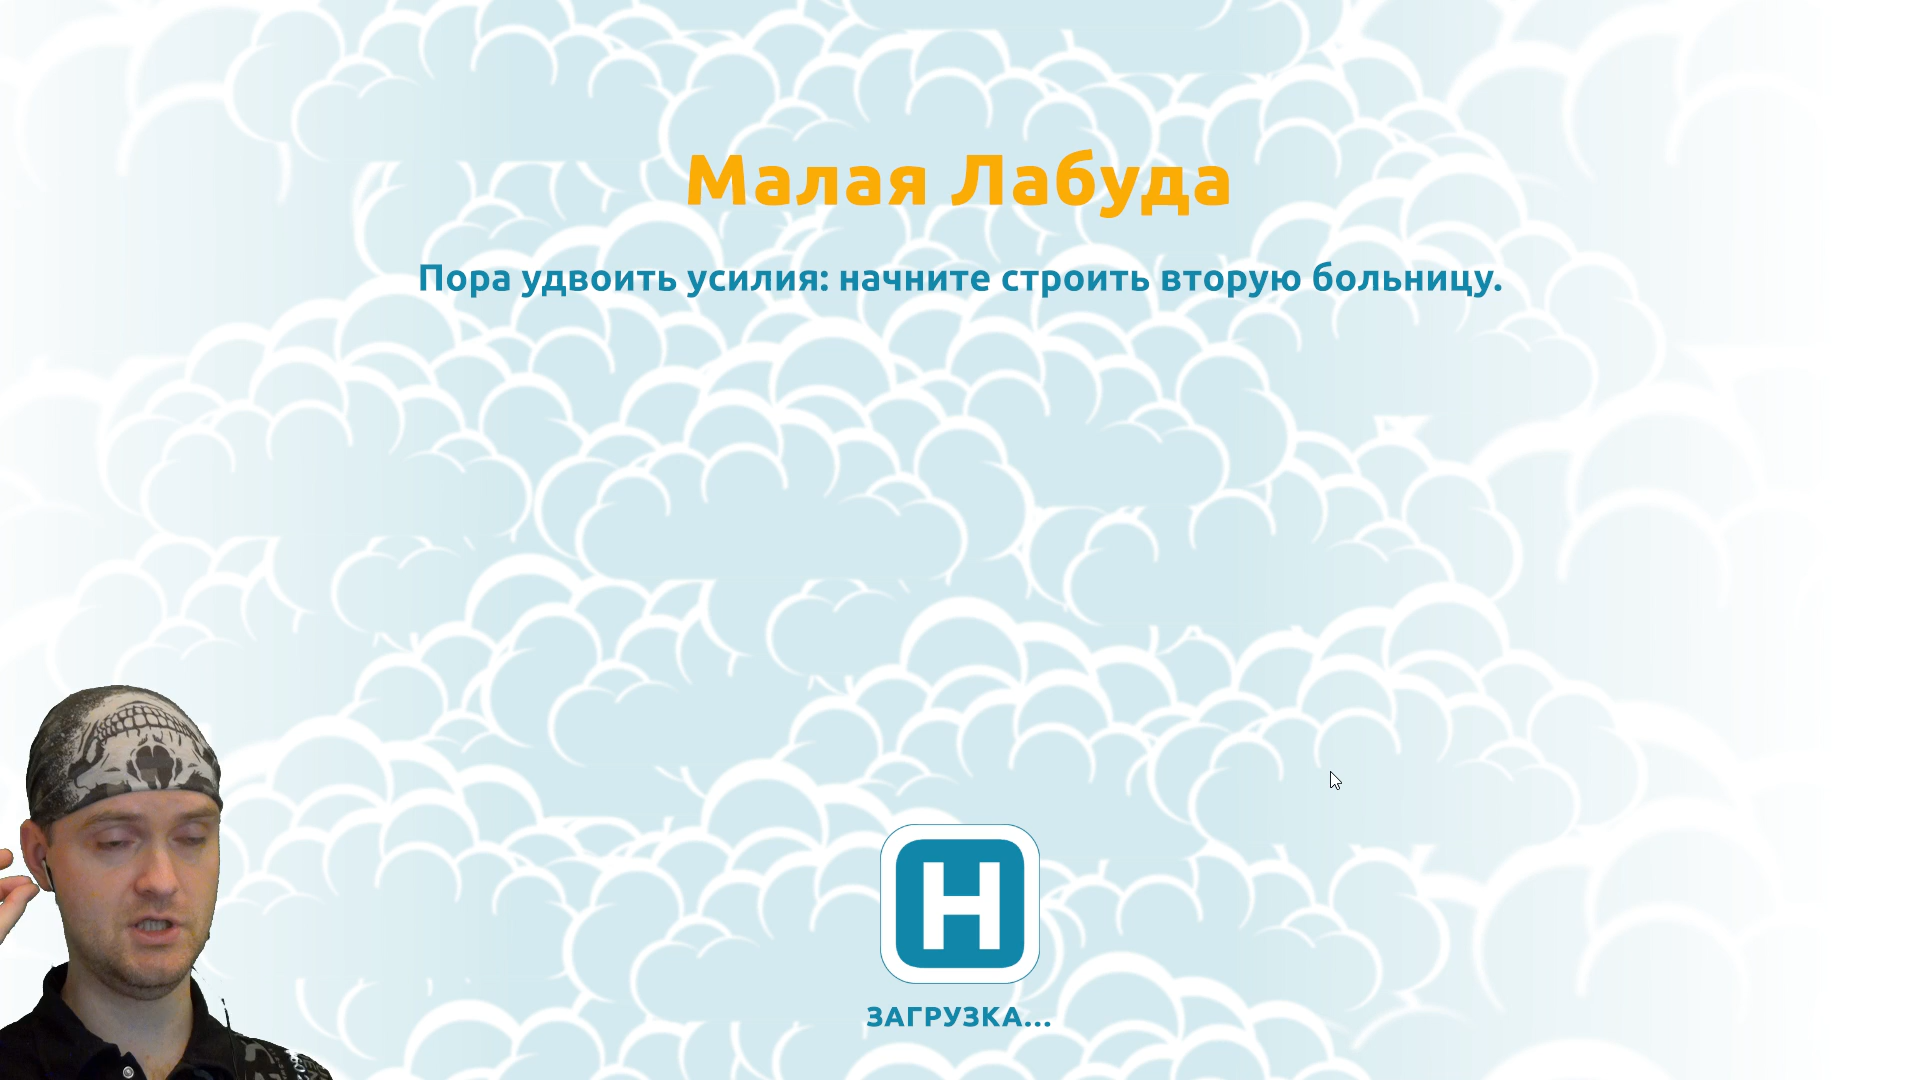 Малая Лабуда
Пора удвоить усилия: начните строить вторую больницу.
H
ЗАГРУЗКА...